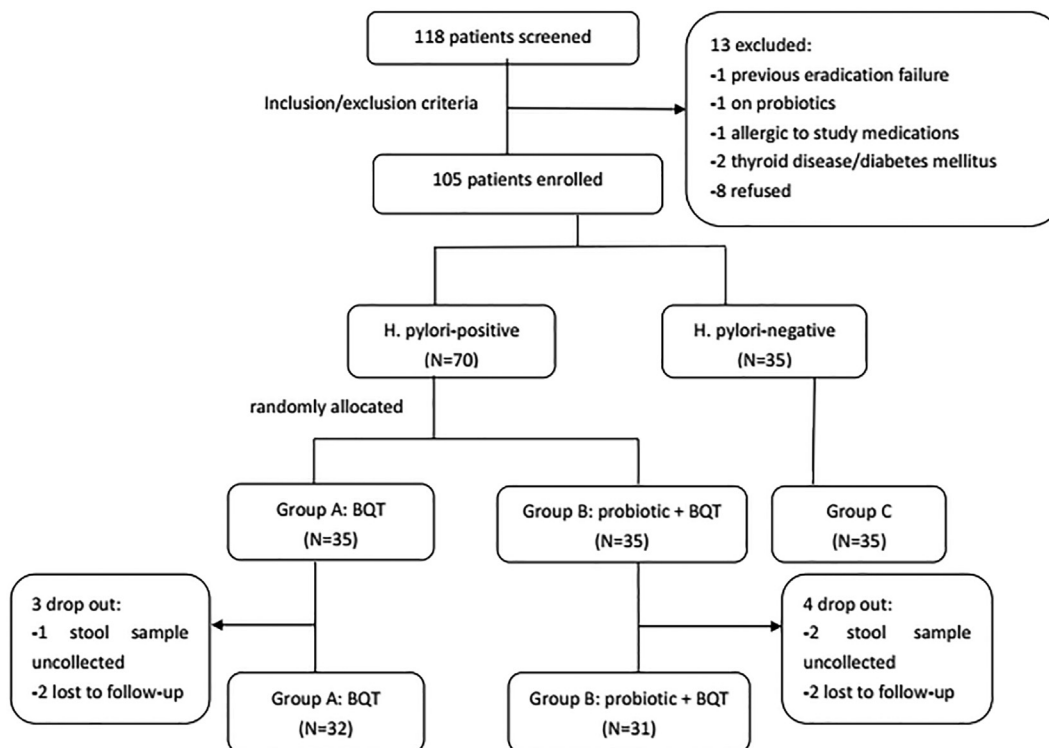 118 patients screened
13 excluded:
-1 previous eradication failure
-1 on probiotics
-1 allergic to study medications
-2 thyroid disease/diabetes mellitus
-8 refused
Inclusion/exclusion criteria
105 patients enrolled
H. pylori-positive
(N=70)
H. pylori-negative
(N=35)
randomly allocated
Group A: BQT
(N=35)
Group B: probiotic + BQT
(N=35)
Group C
(N=35)
3 drop out:
-1 stool sample
uncollected
-2 lost to follow-up
4 drop out:
-2 stool sample
uncollected
-2 lost to follow-up
Group A: BQT
(N=32)
Group B: probiotic + BQT
(N=31)